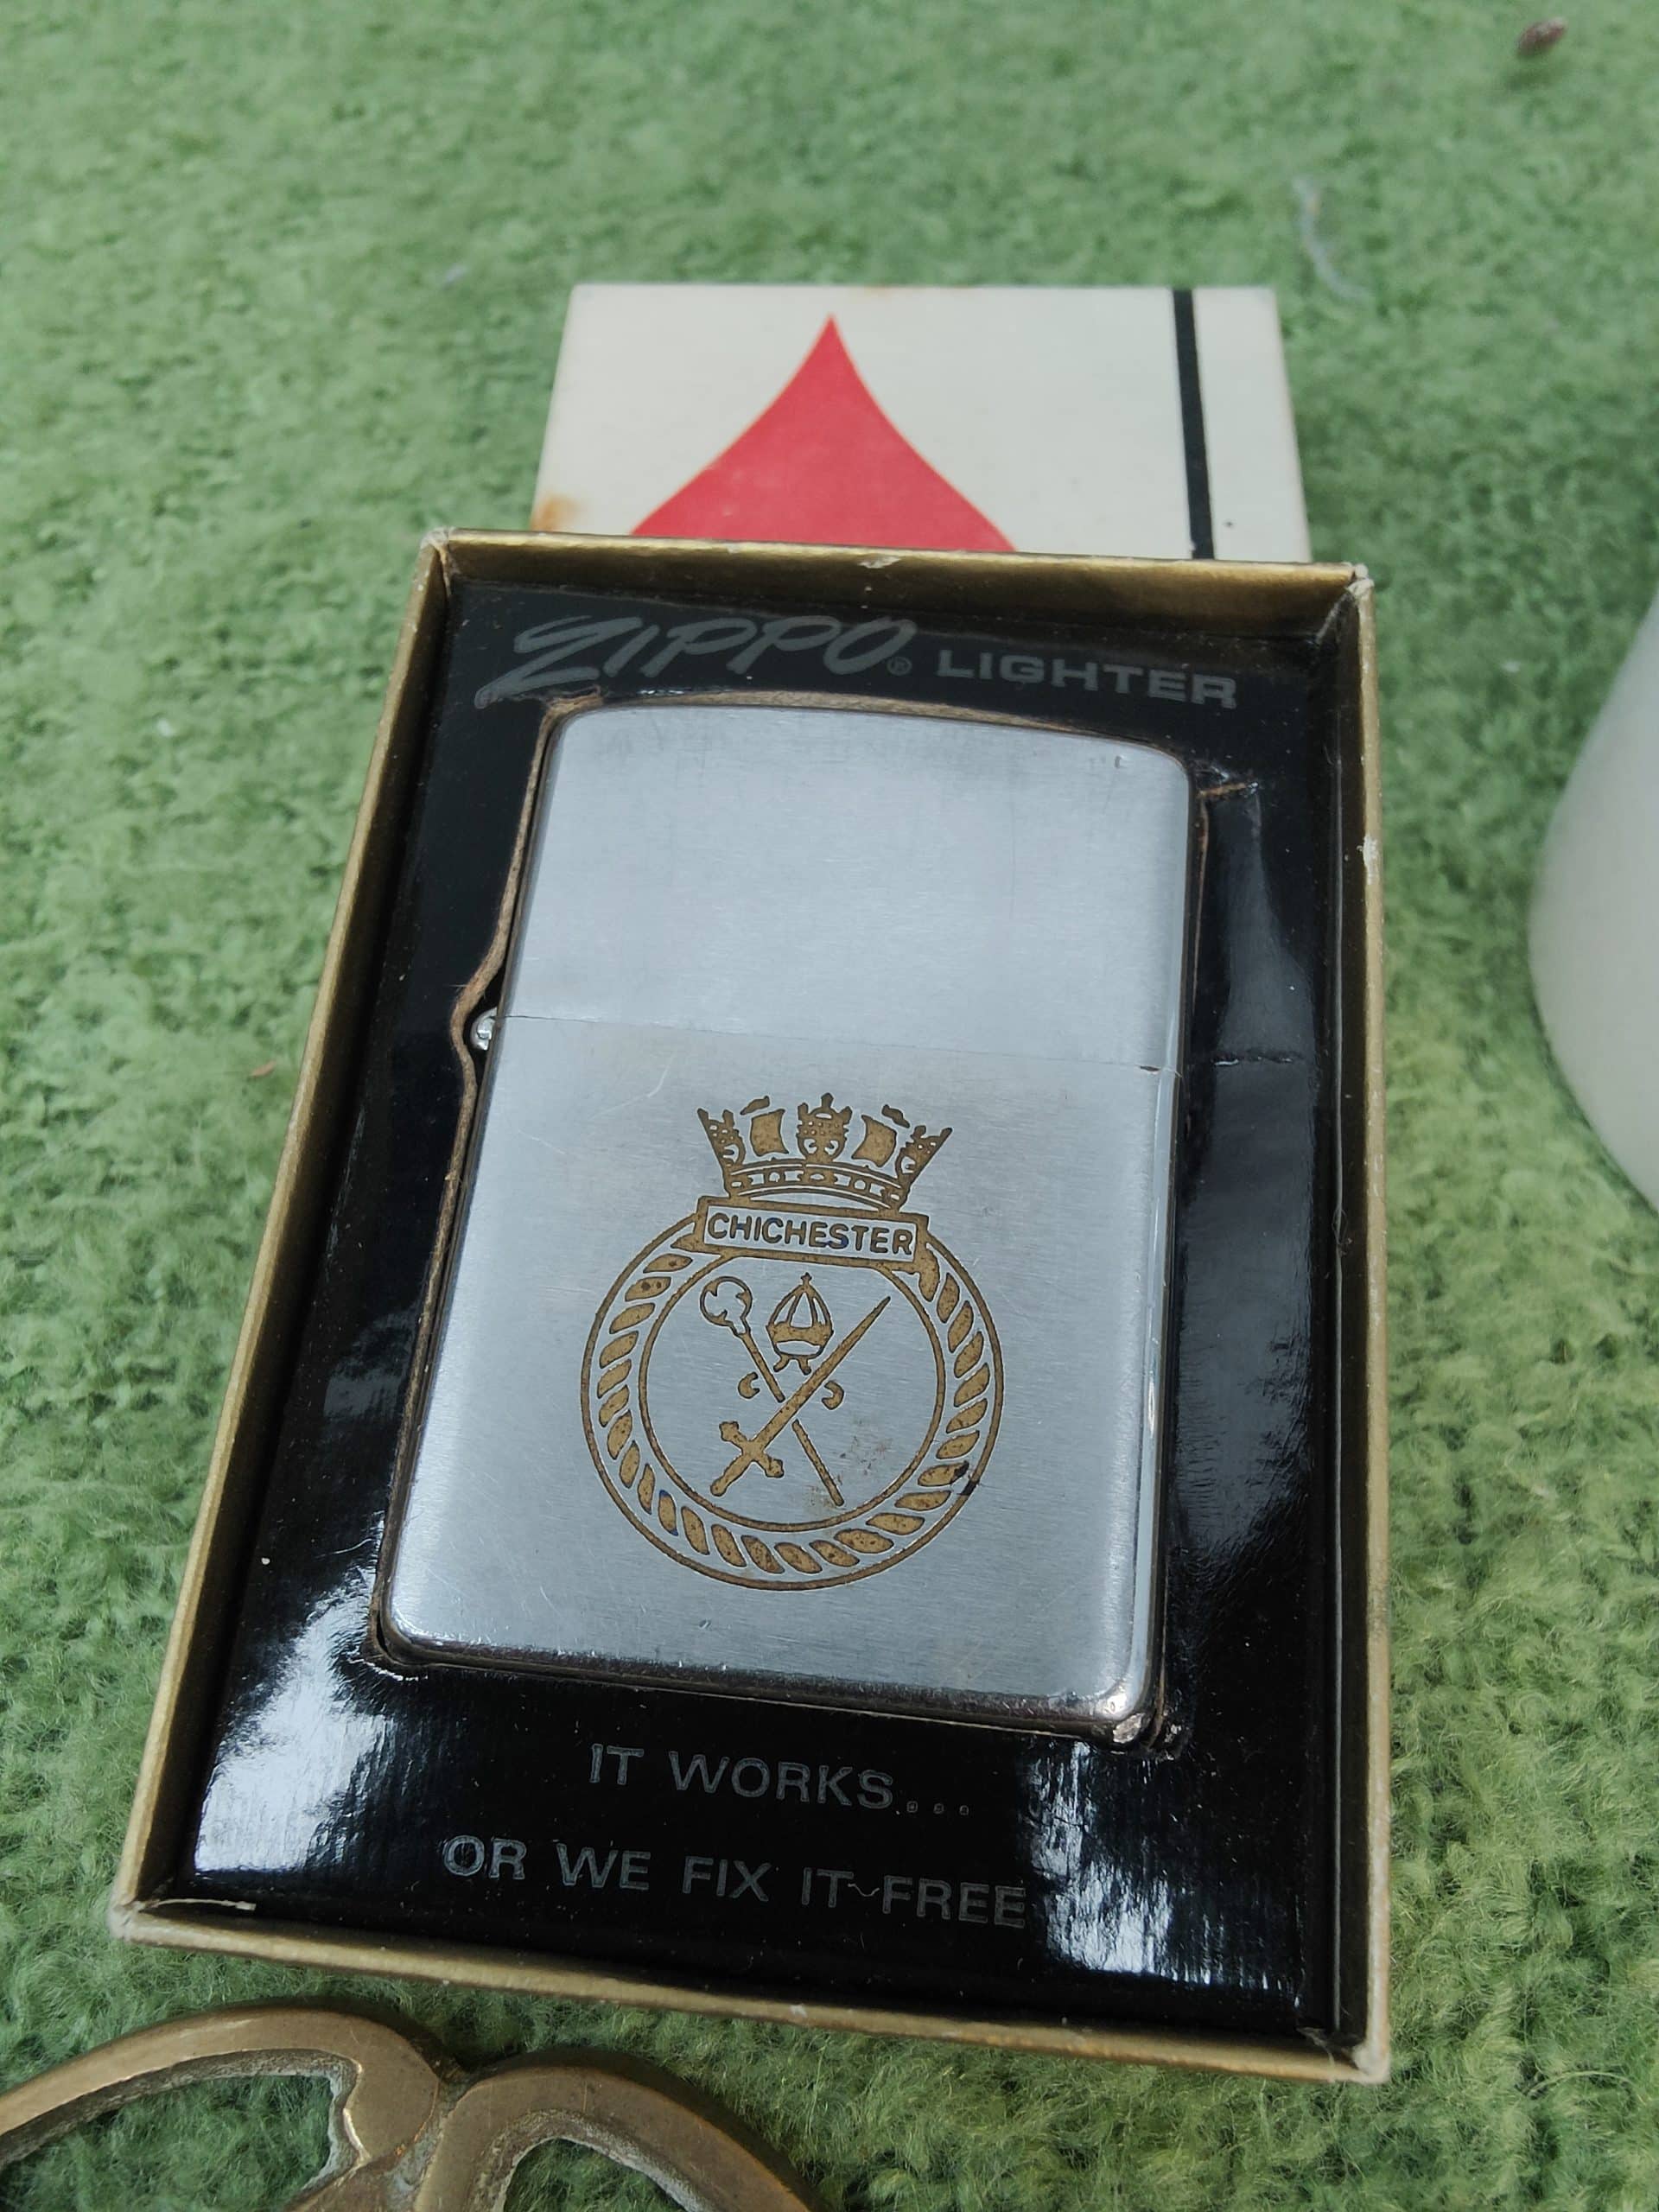 ZIPPO® LIGHTER
CHICHESTER
IT WORKS...
OR WE FIX IT FREE